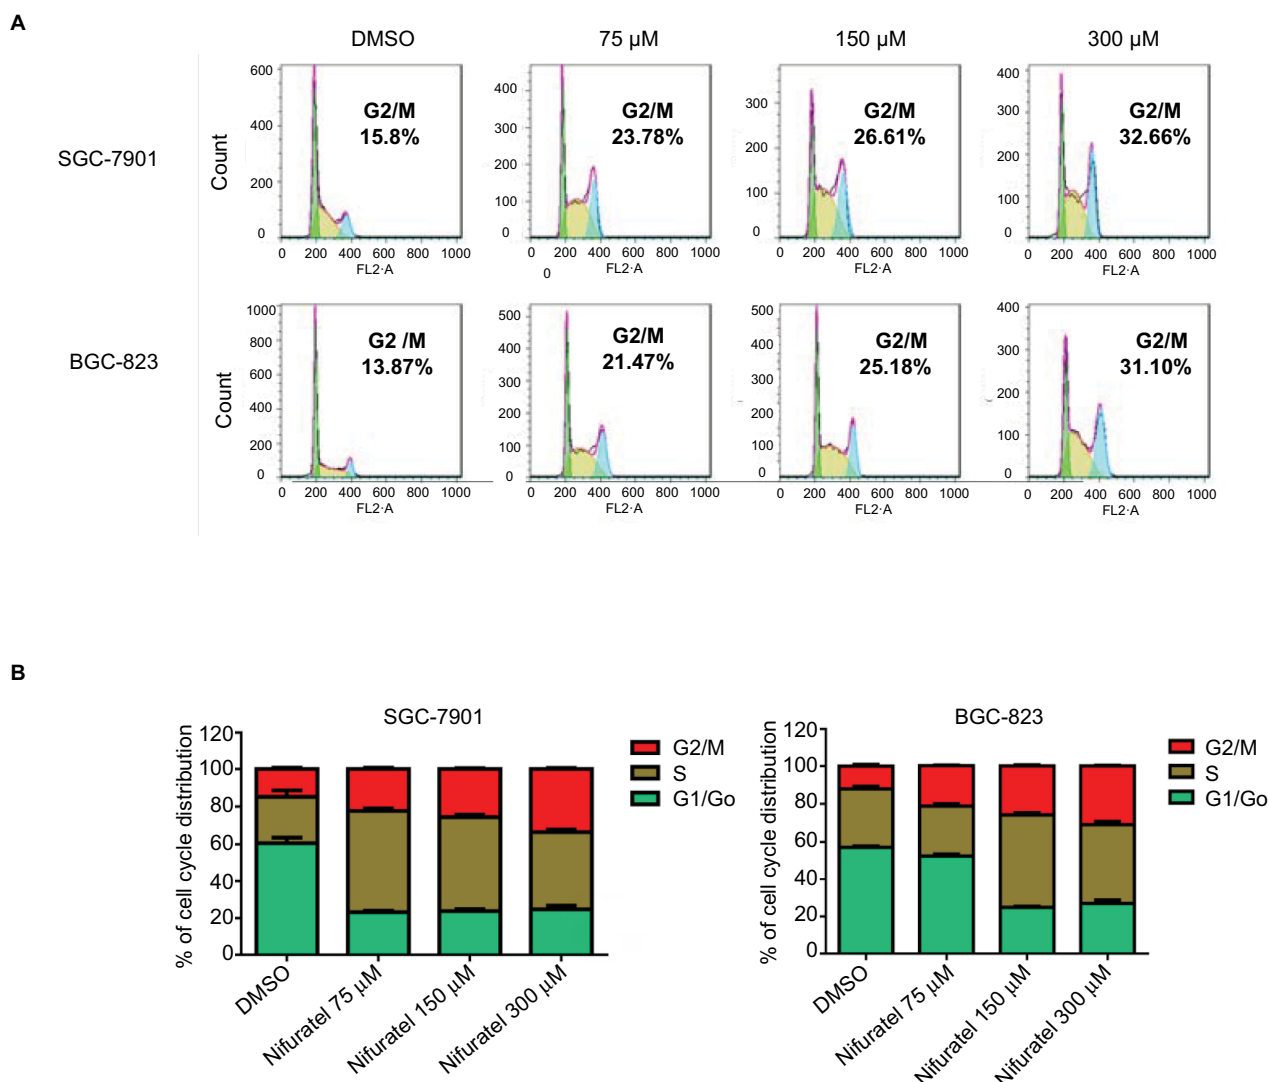 A
DMSO 75 µM 150 µM 300 µM
SGC-7901
Count
600
400
200
0
0 200 400 600 800 1000
FL2·A
G2/M
15.8%
400
300
200
100
0
0 200 400 600 800 1000
0
FL2·A
G2/M
23.78%
300
200
100
0
0 200 400 600 800 1000
FL2·A
G2/M
26.61%
400
300
200
100
0
0 200 400 600 800 1000
FL2·A
G2/M
32.66%
BGC-823
Count
1000
800
600
400
200
0
0 200 400 600 800 1000
FL2·A
G2 /M
13.87%
500
400
300
200
100
0
0 200 400 600 800 1000
FL2·A
G2/M
21.47%
500
400
300
200
100
0
0 200 400 600 800 1000
FL2·A
G2/M
25.18%
400
300
200
100
0
0 200 400 600 800 1000
FL2·A
G2/M
31.10%
B
SGC-7901
% of cell cycle distribution
120
100
80
60
40
20
0
DMSO
Nifuratel 75 µM
Nifuratel 150 µM
Nifuratel 300 µM
G2/M
S
G1/Go
BGC-823
% of cell cycle distribution
120
100
80
60
40
20
0
DMSO
Nifuratel 75 µM
Nifuratel 150 µM
Nifuratel 300 µM
G2/M
S
G1/Go